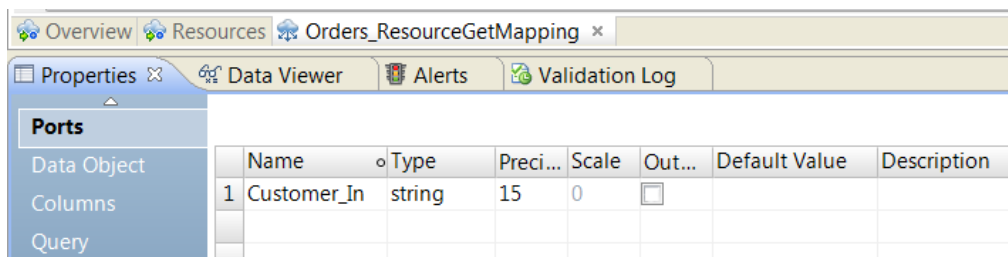 Overview Resources Orders_ResourceGetMapping
Properties Data Viewer Alerts Validation Log
Ports
Data Object
Columns
Query
Name Type Preci... Scale Out... Default Value Description
1 Customer_In string 15 0